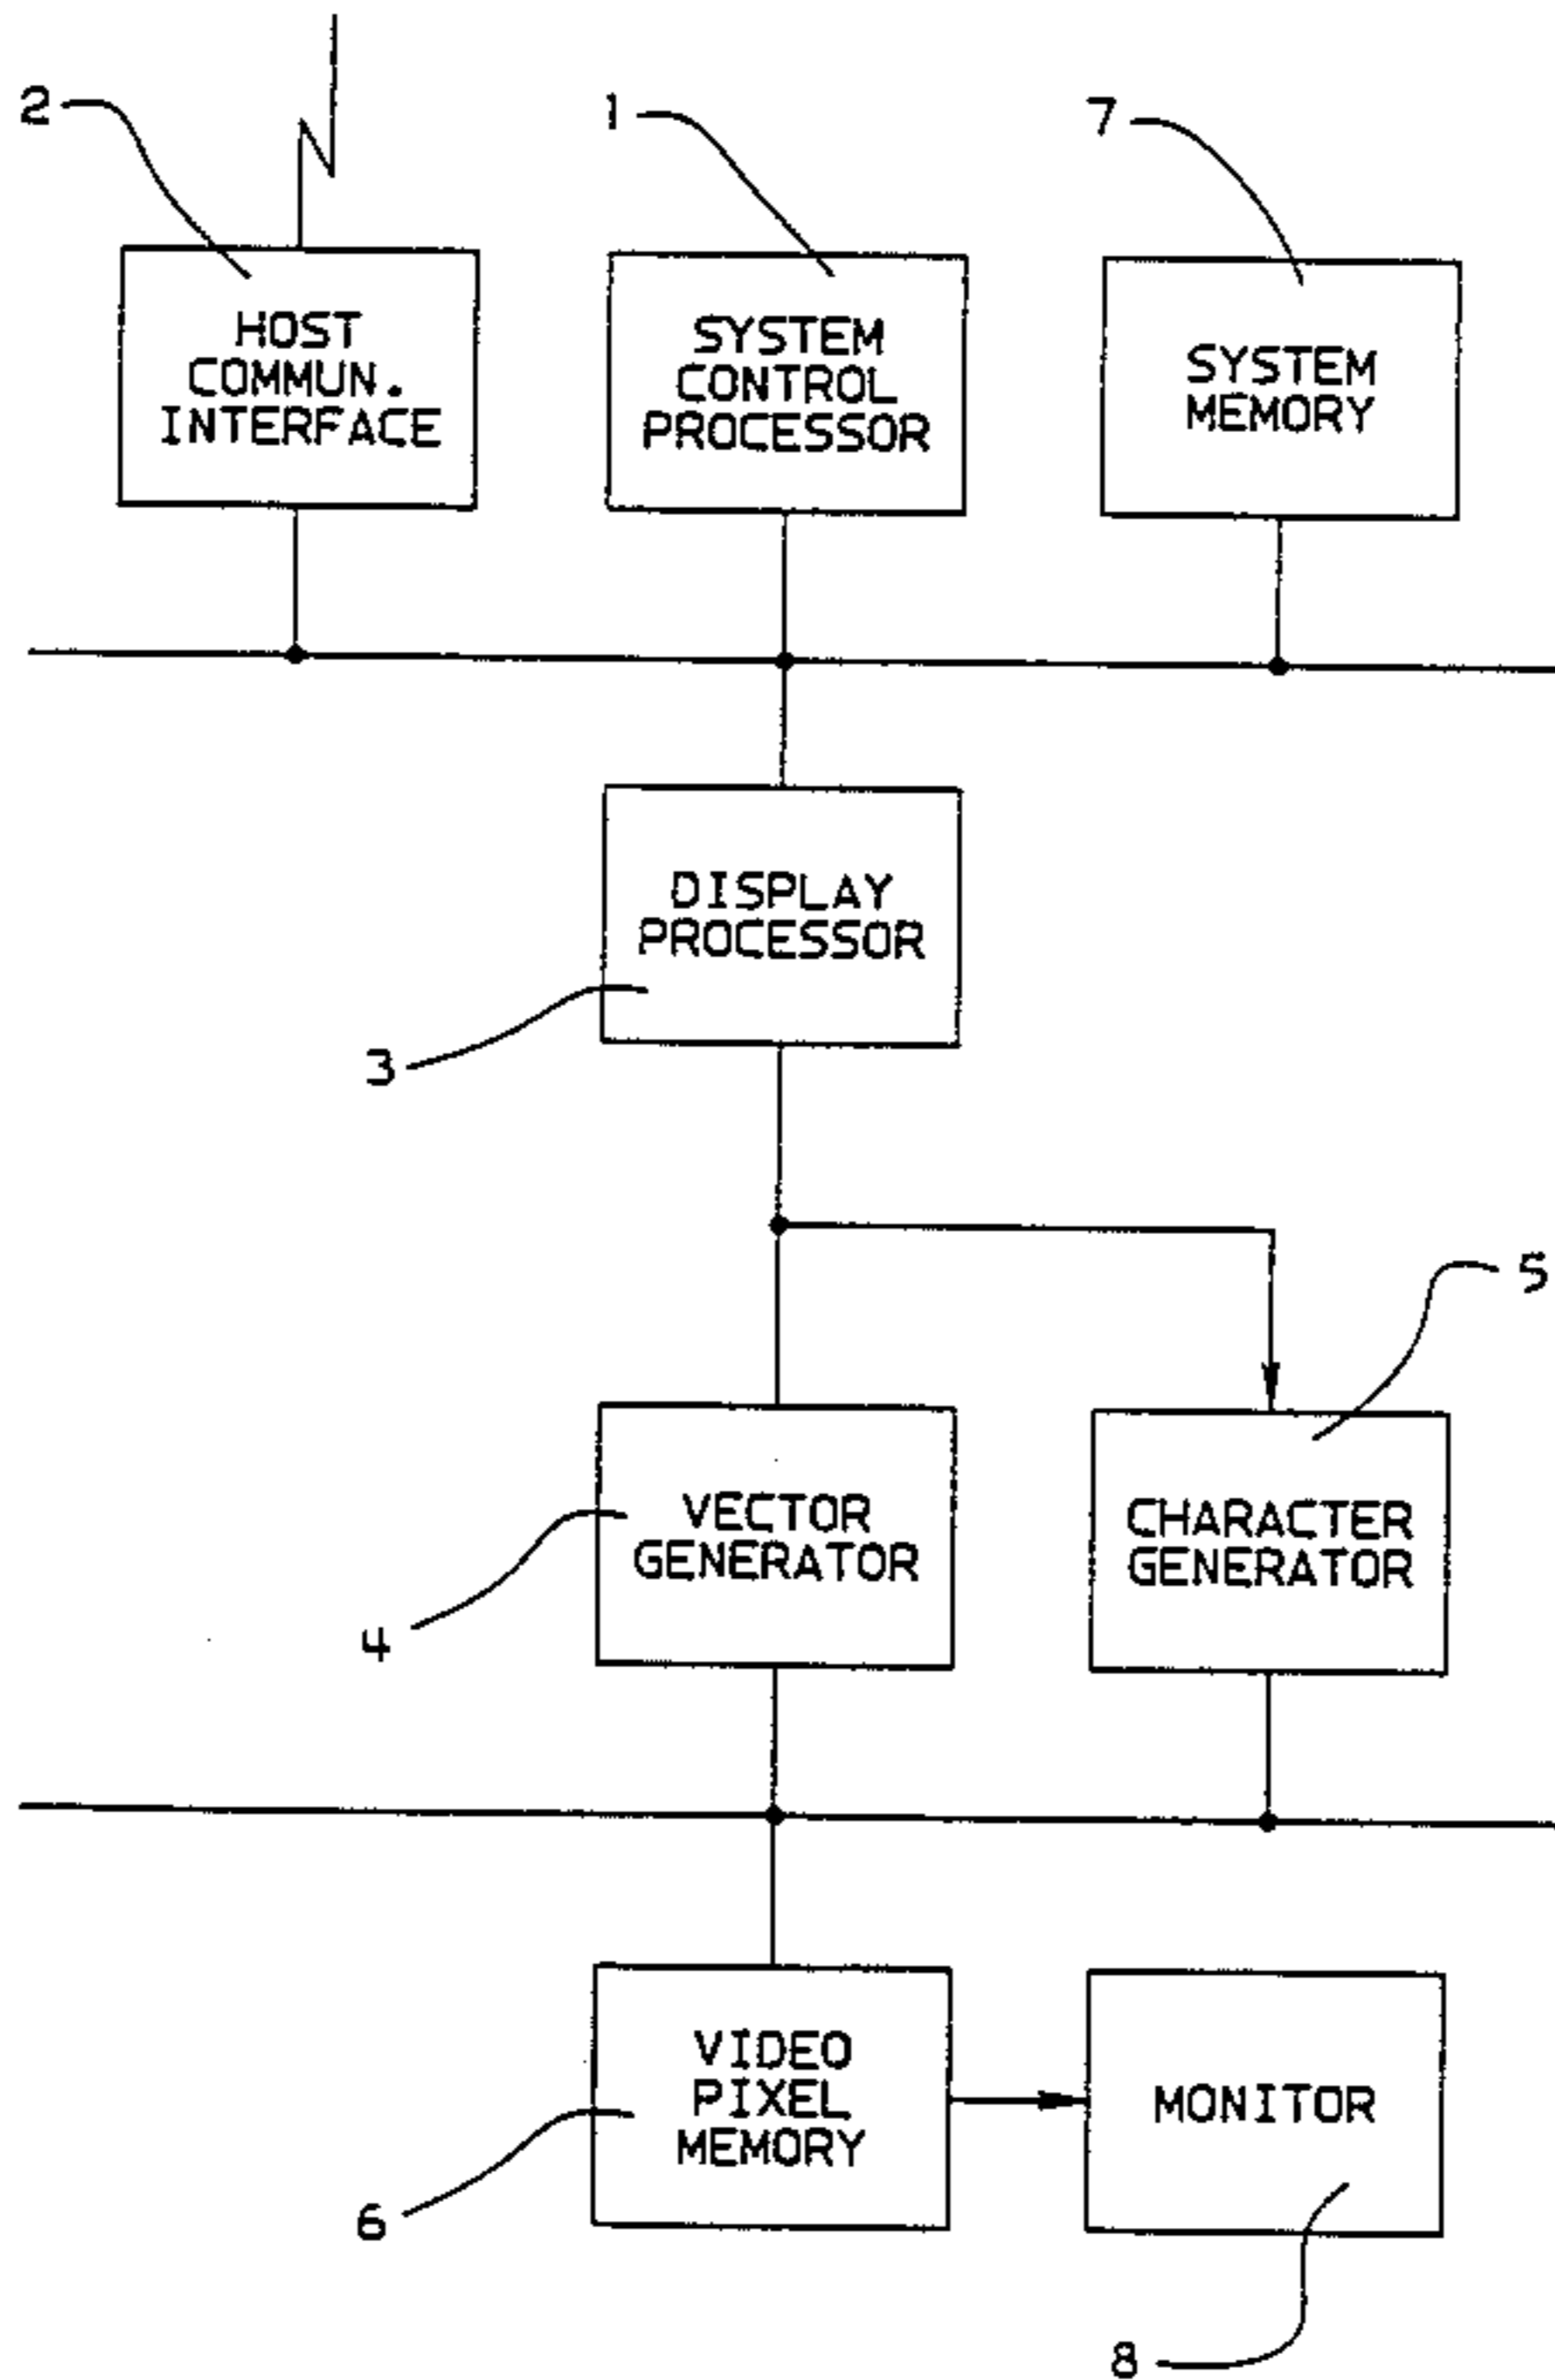 2
1
7
HOST
COMMUN.
INTERFACE
SYSTEM
CONTROL
PROCESSOR
SYSTEM
MEMORY
DISPLAY
PROCESSOR
3
5
VECTOR
GENERATOR
CHARACTER
GENERATOR
4
VIDEO
PIXEL
MEMORY
MONITOR
6
8